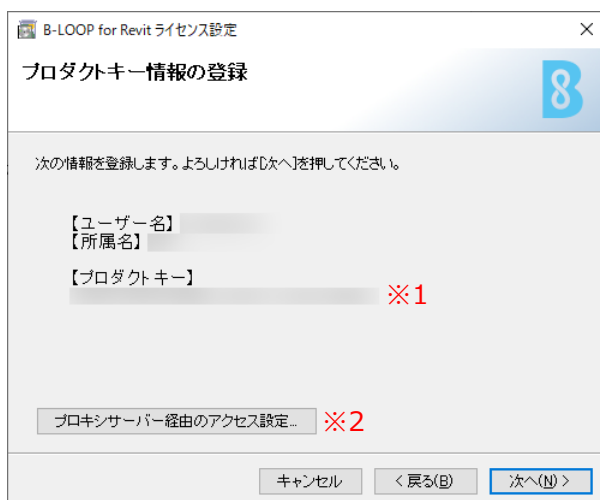 B-LOOP for Revit ライセンス設定
プロダクトキー情報の登録
次の情報を登録します。よろしければ[次へ]を押してください。
【ユーザー名】
【所属名】
【プロダクトキー】
※1
プロキシサーバー経由のアクセス設定... ※2
キャンセル <戻る(B) 次へ(N) >